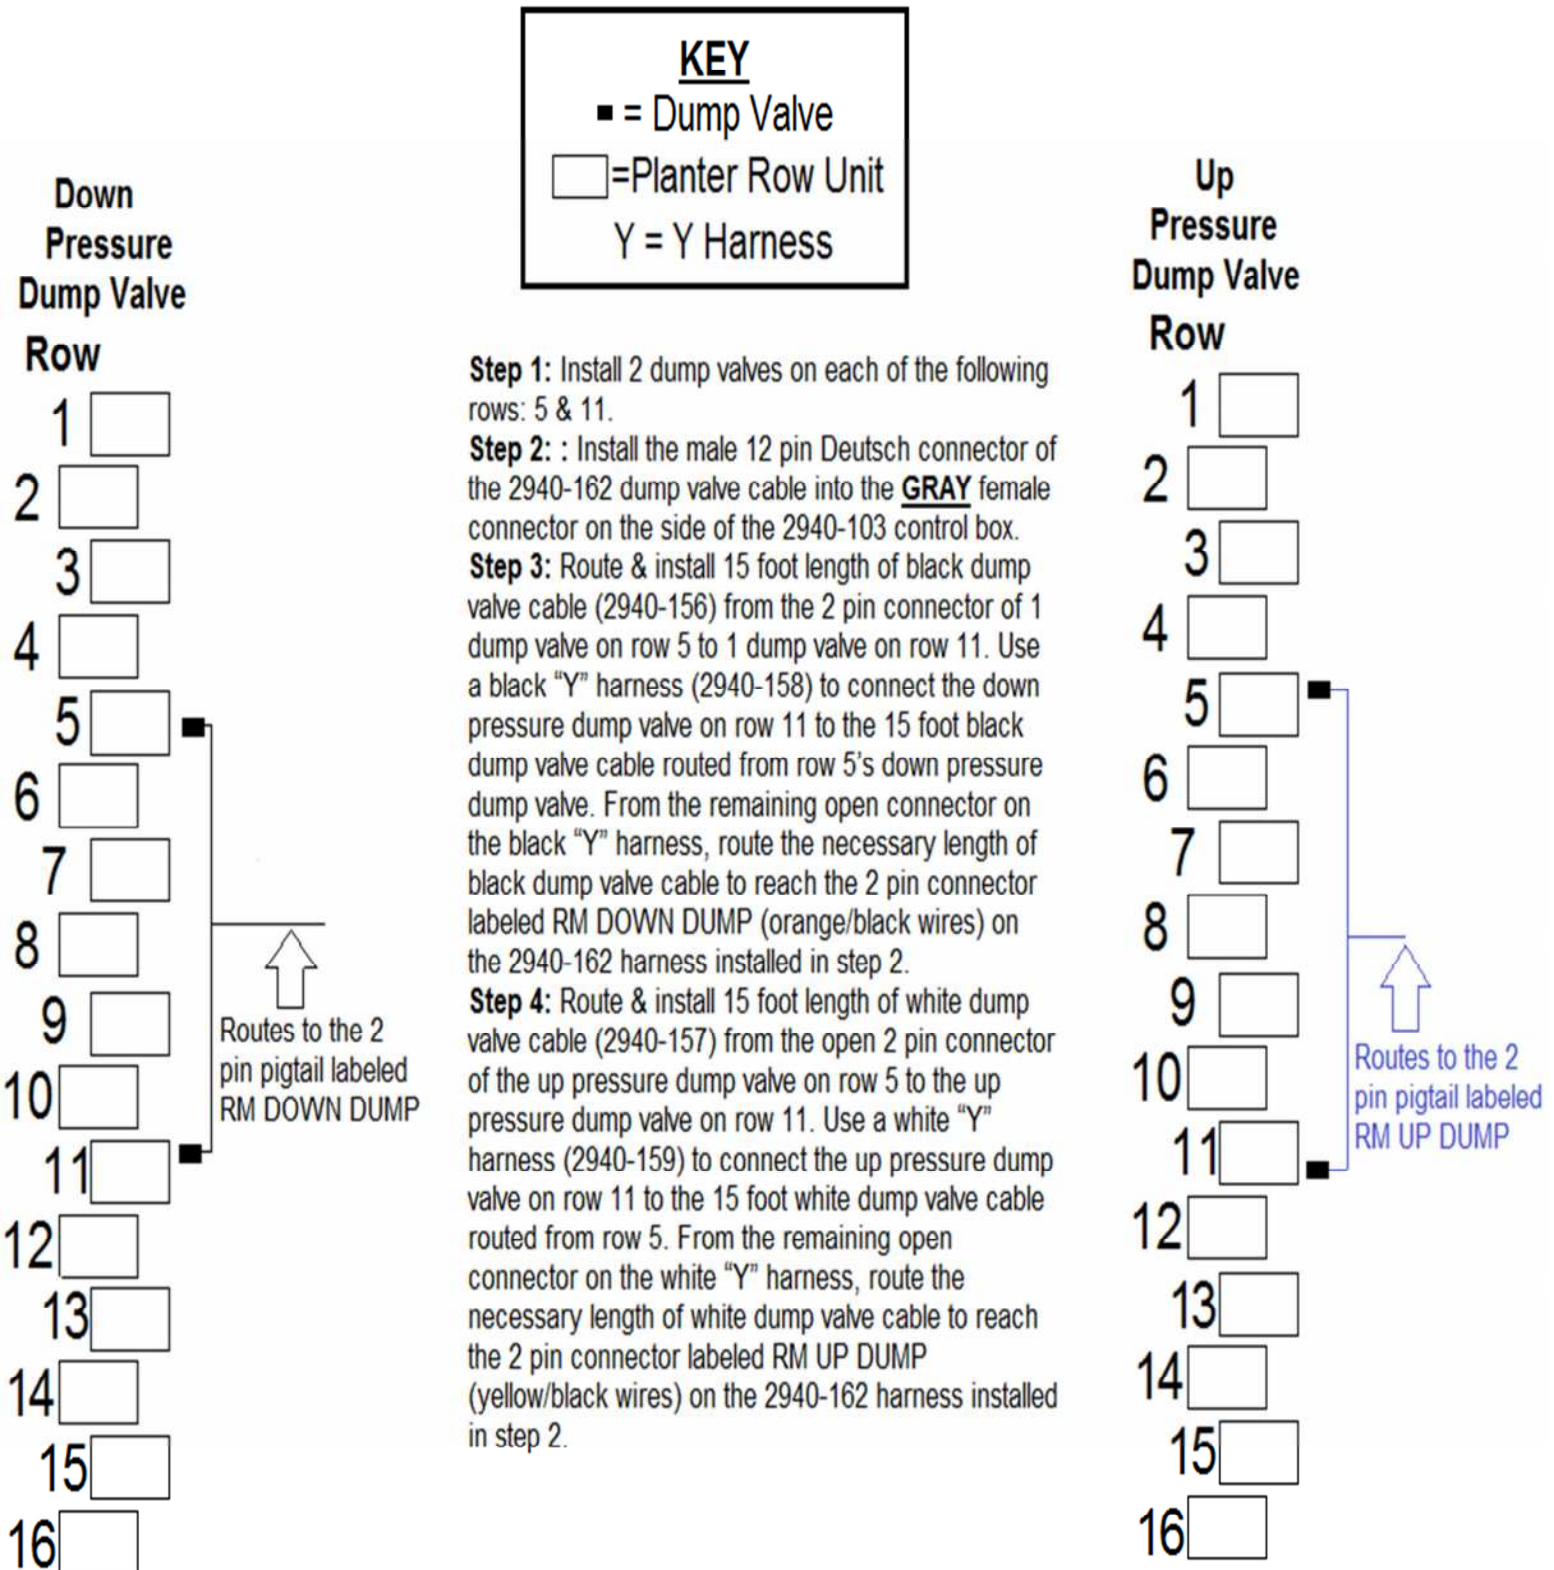 KEY
■ = Dump Valve
=Planter Row Unit
Y = Y Harness
Down
Pressure
Dump Valve
Row
1
2
3
4
5
6
7
8
9
10
11
12
13
14
15
16
Routes to the 2
pin pigtail labeled
RM DOWN DUMP
Step 1: Install 2 dump valves on each of the following
rows: 5 & 11.
Step 2: : Install the male 12 pin Deutsch connector of
the 2940-162 dump valve cable into the GRAY female
connector on the side of the 2940-103 control box.
Step 3: Route & install 15 foot length of black dump
valve cable (2940-156) from the 2 pin connector of 1
dump valve on row 5 to 1 dump valve on row 11. Use
a black “Y” harness (2940-158) to connect the down
pressure dump valve on row 11 to the 15 foot black
dump valve cable routed from row 5’s down pressure
dump valve. From the remaining open connector on
the black “Y” harness, route the necessary length of
black dump valve cable to reach the 2 pin connector
labeled RM DOWN DUMP (orange/black wires) on
the 2940-162 harness installed in step 2.
Step 4: Route & install 15 foot length of white dump
valve cable (2940-157) from the open 2 pin connector
of the up pressure dump valve on row 5 to the up
pressure dump valve on row 11. Use a white “Y”
harness (2940-159) to connect the up pressure dump
valve on row 11 to the 15 foot white dump valve cable
routed from row 5. From the remaining open
connector on the white “Y” harness, route the
necessary length of white dump valve cable to reach
the 2 pin connector labeled RM UP DUMP
(yellow/black wires) on the 2940-162 harness installed
in step 2.
Up
Pressure
Dump Valve
Row
1
2
3
4
5
6
7
8
9
10
11
12
13
14
15
16
Routes to the 2
pin pigtail labeled
RM UP DUMP